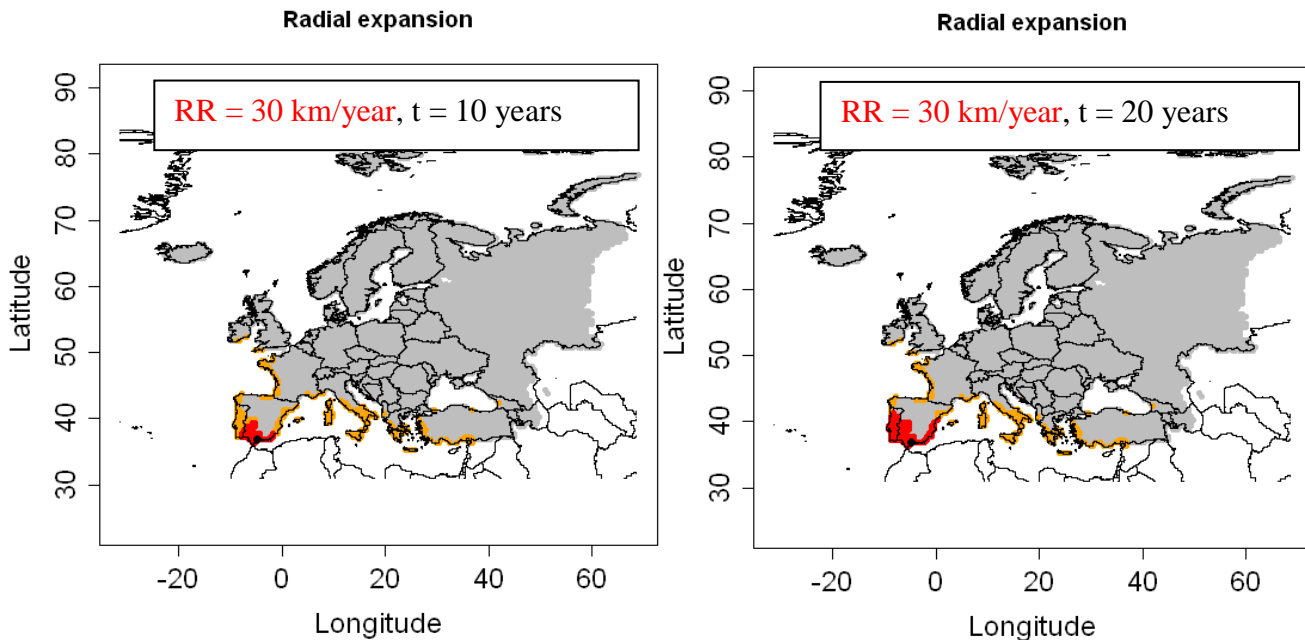 Radial expansion
RR = 30 km/year, t = 10 years
Latitude
90
80
70
60
50
40
30
-20 0 20 40 60
Longitude
Radial expansion
RR = 30 km/year, t = 20 years
Latitude
90
80
70
60
50
40
30
-20 0 20 40 60
Longitude